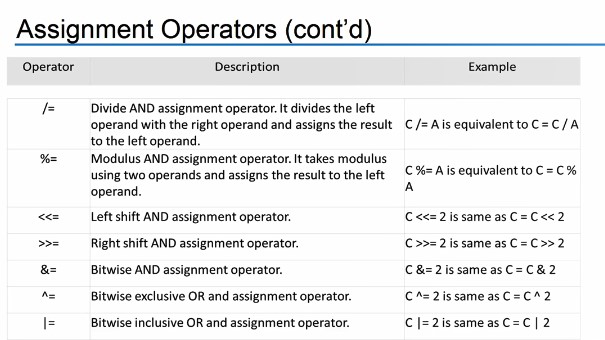 Assignment Operators (cont'd)
Operator Description Example
/= Divide AND assignment operator. It divides the left
operand with the right operand and assigns the result
to the left operand. C /= A is equivalent to C = C / A
%= Modulus AND assignment operator. It takes modulus
using two operands and assigns the result to the left
operand. C %= A is equivalent to C = C %
A
<<= Left shift AND assignment operator. C <<= 2 is same as C = C << 2
>>= Right shift AND assignment operator. C >>= 2 is same as C = C >> 2
&= Bitwise AND assignment operator. C &= 2 is same as C = C & 2
^= Bitwise exclusive OR and assignment operator. C ^= 2 is same as C = C ^ 2
|= Bitwise inclusive OR and assignment operator. C |= 2 is same as C = C | 2